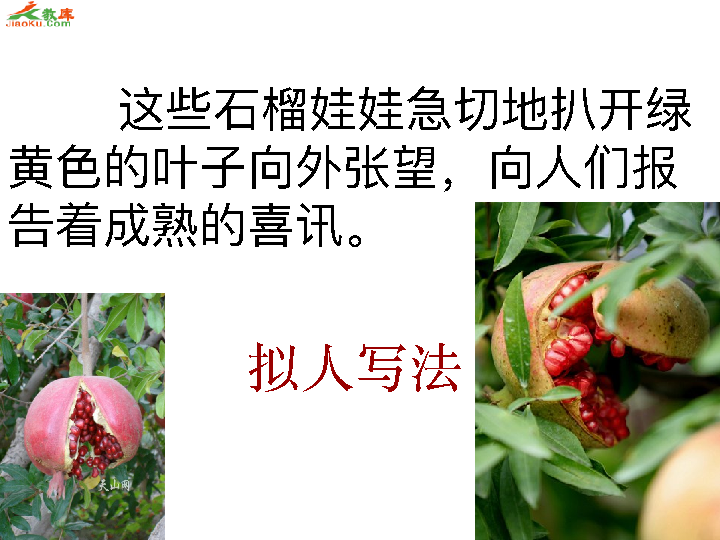 教库
JiaoKu.Com
这些石榴娃娃急切地扒开绿
黄色的叶子向外张望，向人们报
告着成熟的喜讯。
拟人写法
天山网